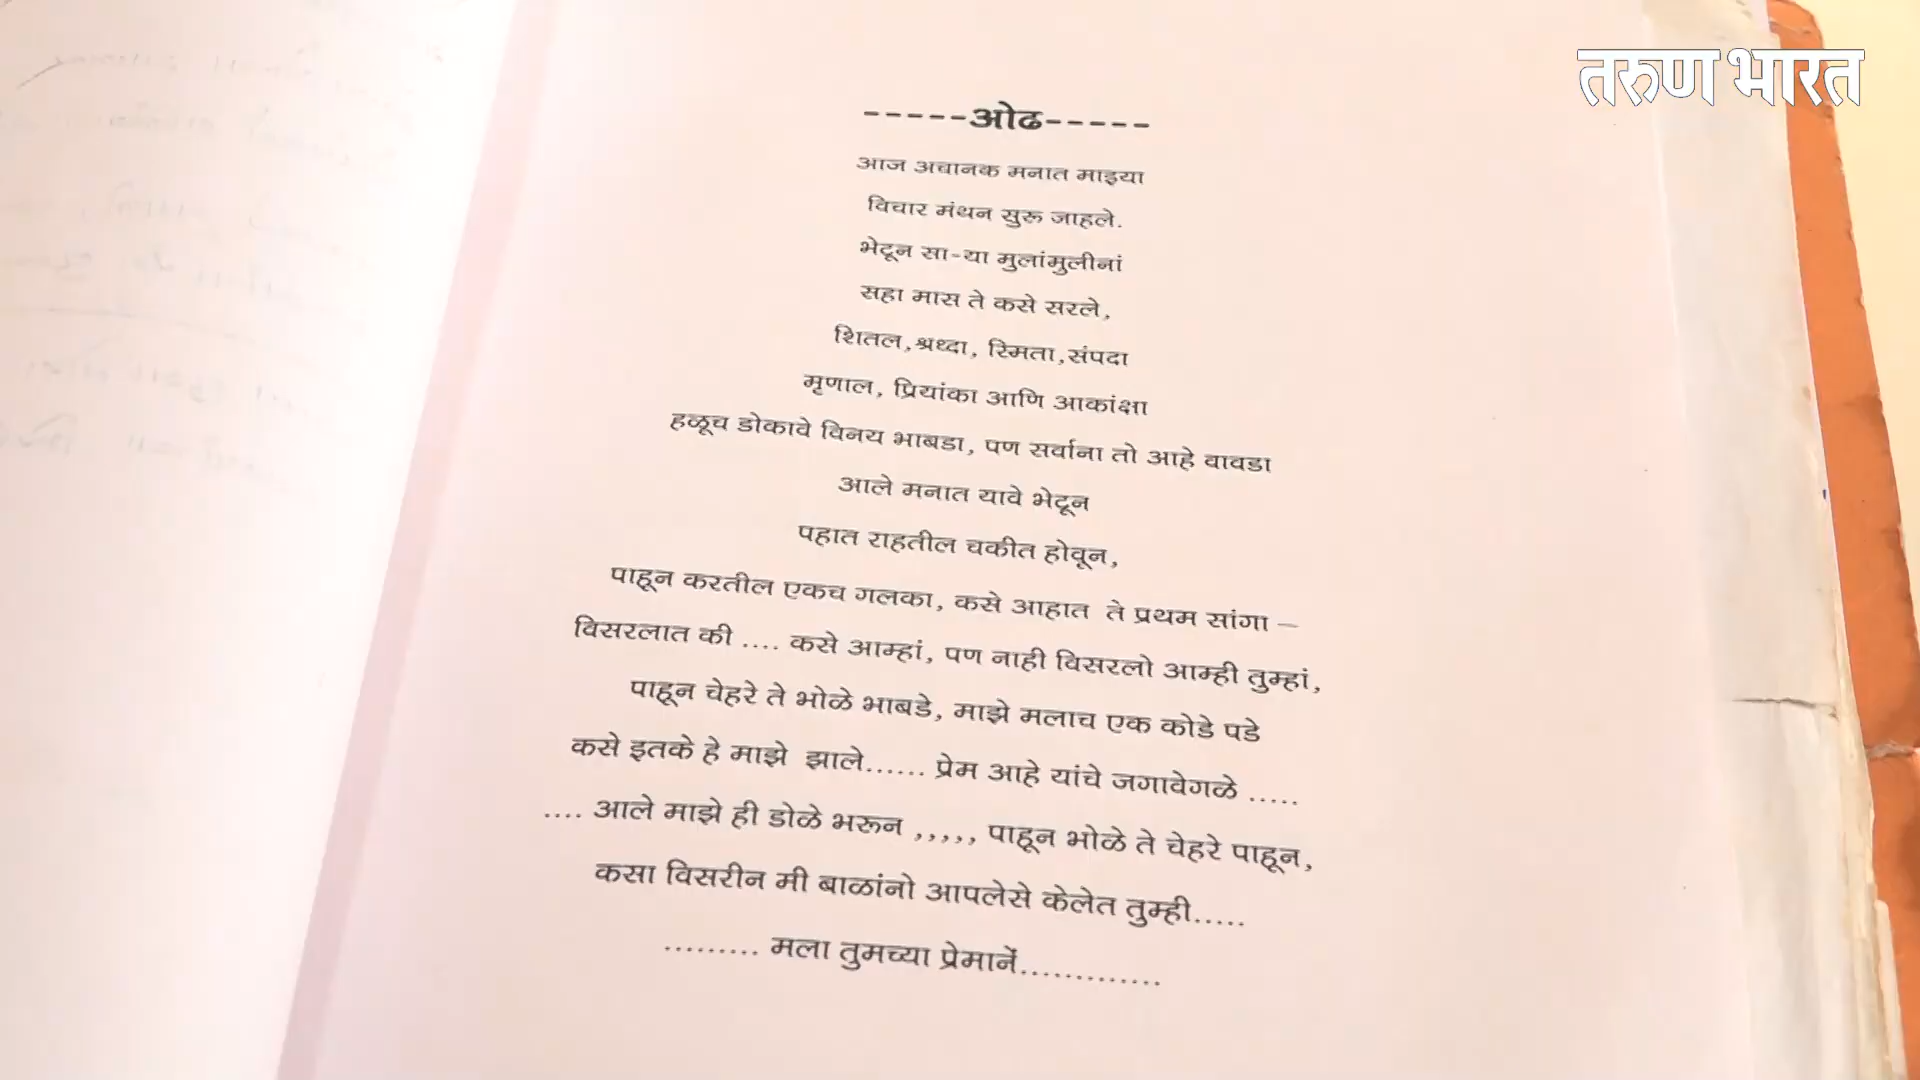 तरुण भारत
-----ओढ-----
आज अचानक मनात माझ्या
विचार मंथन सुरू जाहले.
भेटून सा-या मुलांमुलीनां
सहा मास ते कसे सरले,
शितल,श्रध्दा, स्मिता,संपदा
मृणाल, प्रियांका आणि आकांक्षा
हळूच डोकावे विनय भाबडा, पण सर्वाना तो आहे वावडा
आले मनात यावे भेटून
पहात राहतील चकीत होवून,
पाहून करतील एकच गलका, कसे आहात ते प्रथम सांगा –
विसरलात की .... कसे आम्हां, पण नाही विसरलो आम्ही तुम्हां,
पाहून चेहरे ते भोळे भाबडे, माझे मलाच एक कोडे पडे
कसे इतके हे माझे झाले...... प्रेम आहे यांचे जगावेगळे .....
.... आले माझे ही डोळे भरून ,,,,, पाहून भोळे ते चेहरे पाहून,
कसा विसरीन मी बाळांनो आपलेसे केलेत तुम्ही.....
......... मला तुमच्या प्रेमानें.............